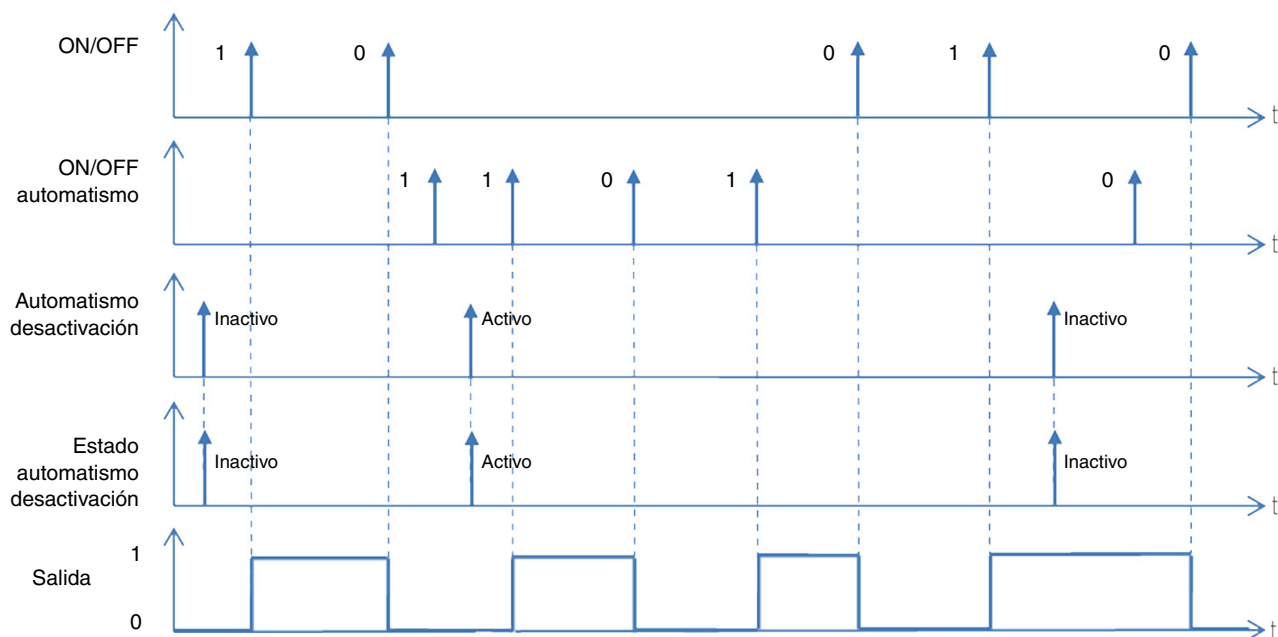 ON/OFF
1
0
0
1
0
t
ON/OFF
automatismo
1
1
0
1
0
t
Automatismo
desactivación
Inactivo
Activo
Inactivo
t
Estado
automatismo
desactivación
Inactivo
Activo
Inactivo
t
1
Salida
0
t